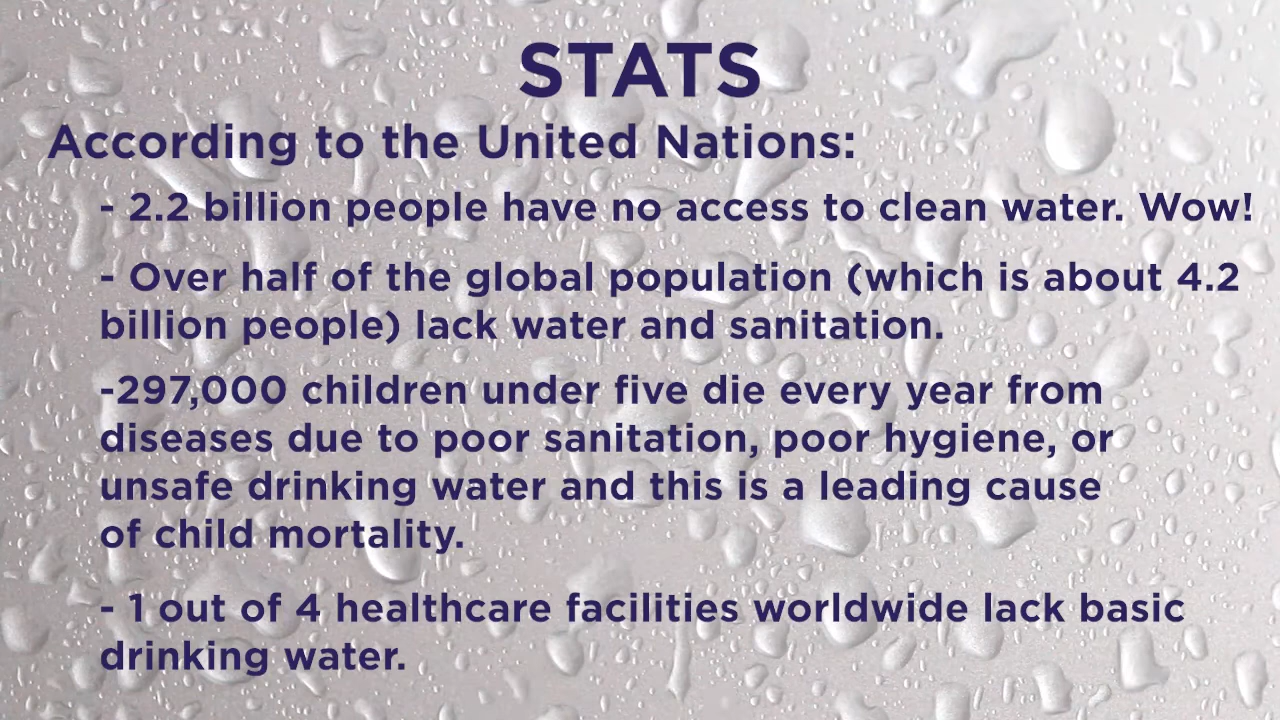 STATS
According to the United Nations:
- 2.2 billion people have no access to clean water. Wow!
- Over half of the global population (which is about 4.2
billion people) lack water and sanitation.
-297,000 children under five die every year from
diseases due to poor sanitation, poor hygiene, or
unsafe drinking water and this is a leading cause
of child mortality.
- 1 out of 4 healthcare facilities worldwide lack basic
drinking water.